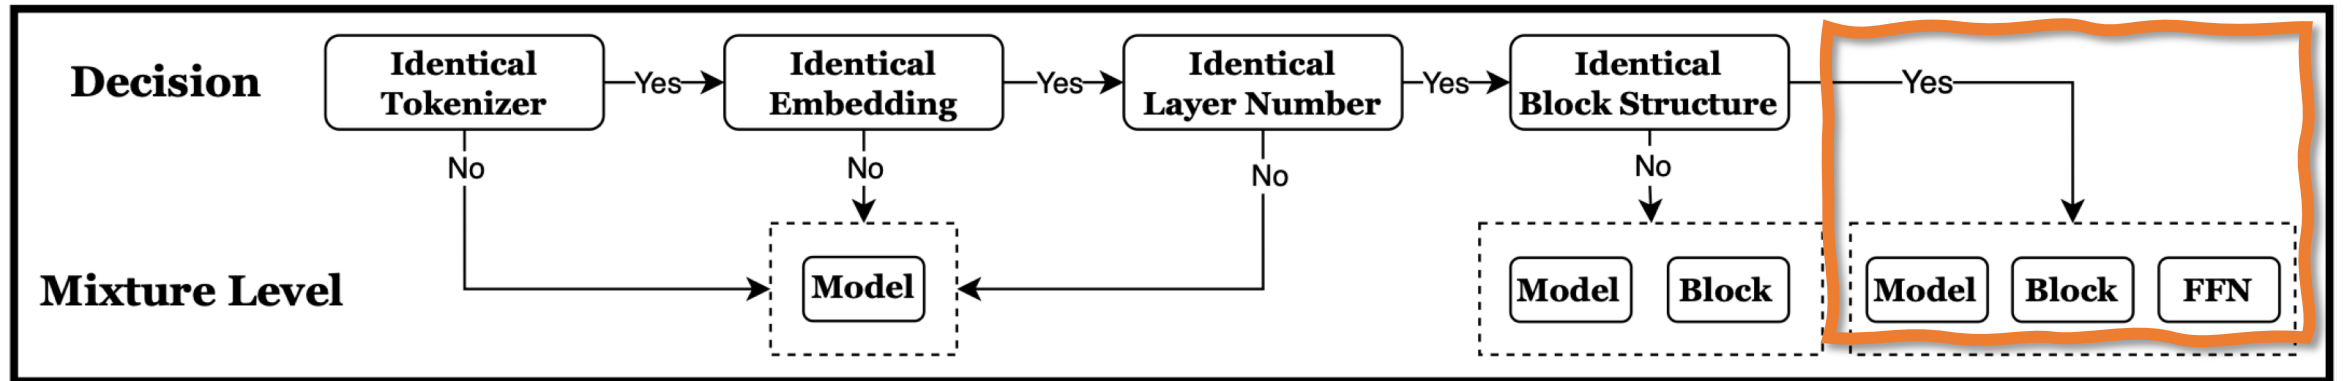 Decision
Identical
Tokenizer
Yes
Identical
Embedding
Yes
Identical
Layer Number
Yes
Identical
Block Structure
Yes
No
No
No
No
Mixture Level
Model
Model
Block
Model
Block
FFN